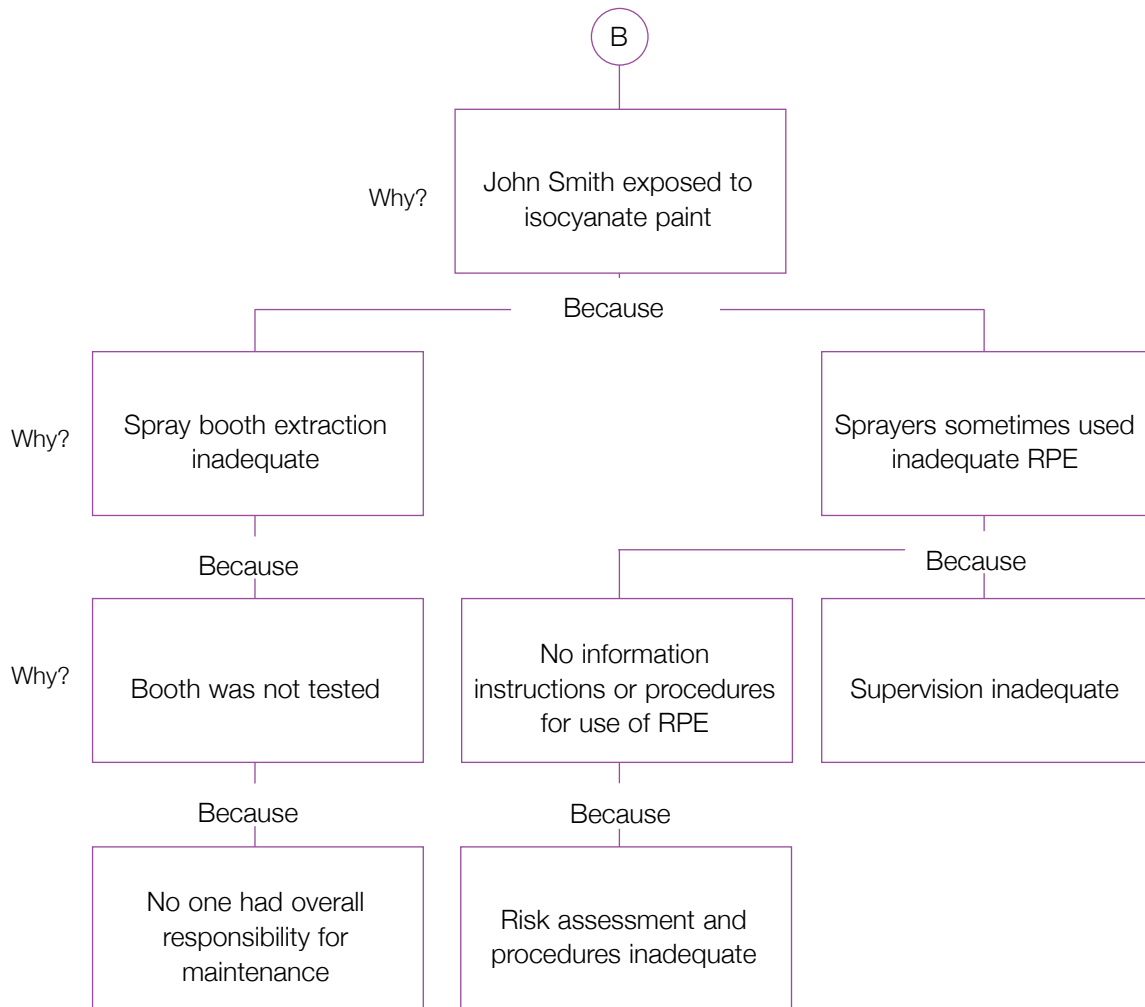 B
Why?
John Smith exposed to
isocyanate paint
Because
Why?
Spray booth extraction
inadequate
Sprayers sometimes used
inadequate RPE
Because
Because
Why?
Booth was not tested
No information
instructions or procedures
for use of RPE
Supervision inadequate
Because
Because
No one had overall
responsibility for
maintenance
Risk assessment and
procedures inadequate